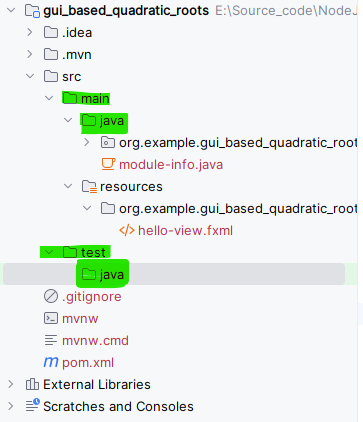 gui_based_quadratic_roots E:\Source_code\NodeJ
.idea
.mvn
src
main
java
org.example.gui_based_quadratic_root
module-info.java
resources
org.example.gui_based_quadratic_root
hello-view.fxml
test
java
.gitignore
mvnw
mvnw.cmd
pom.xml
External Libraries
Scratches and Consoles